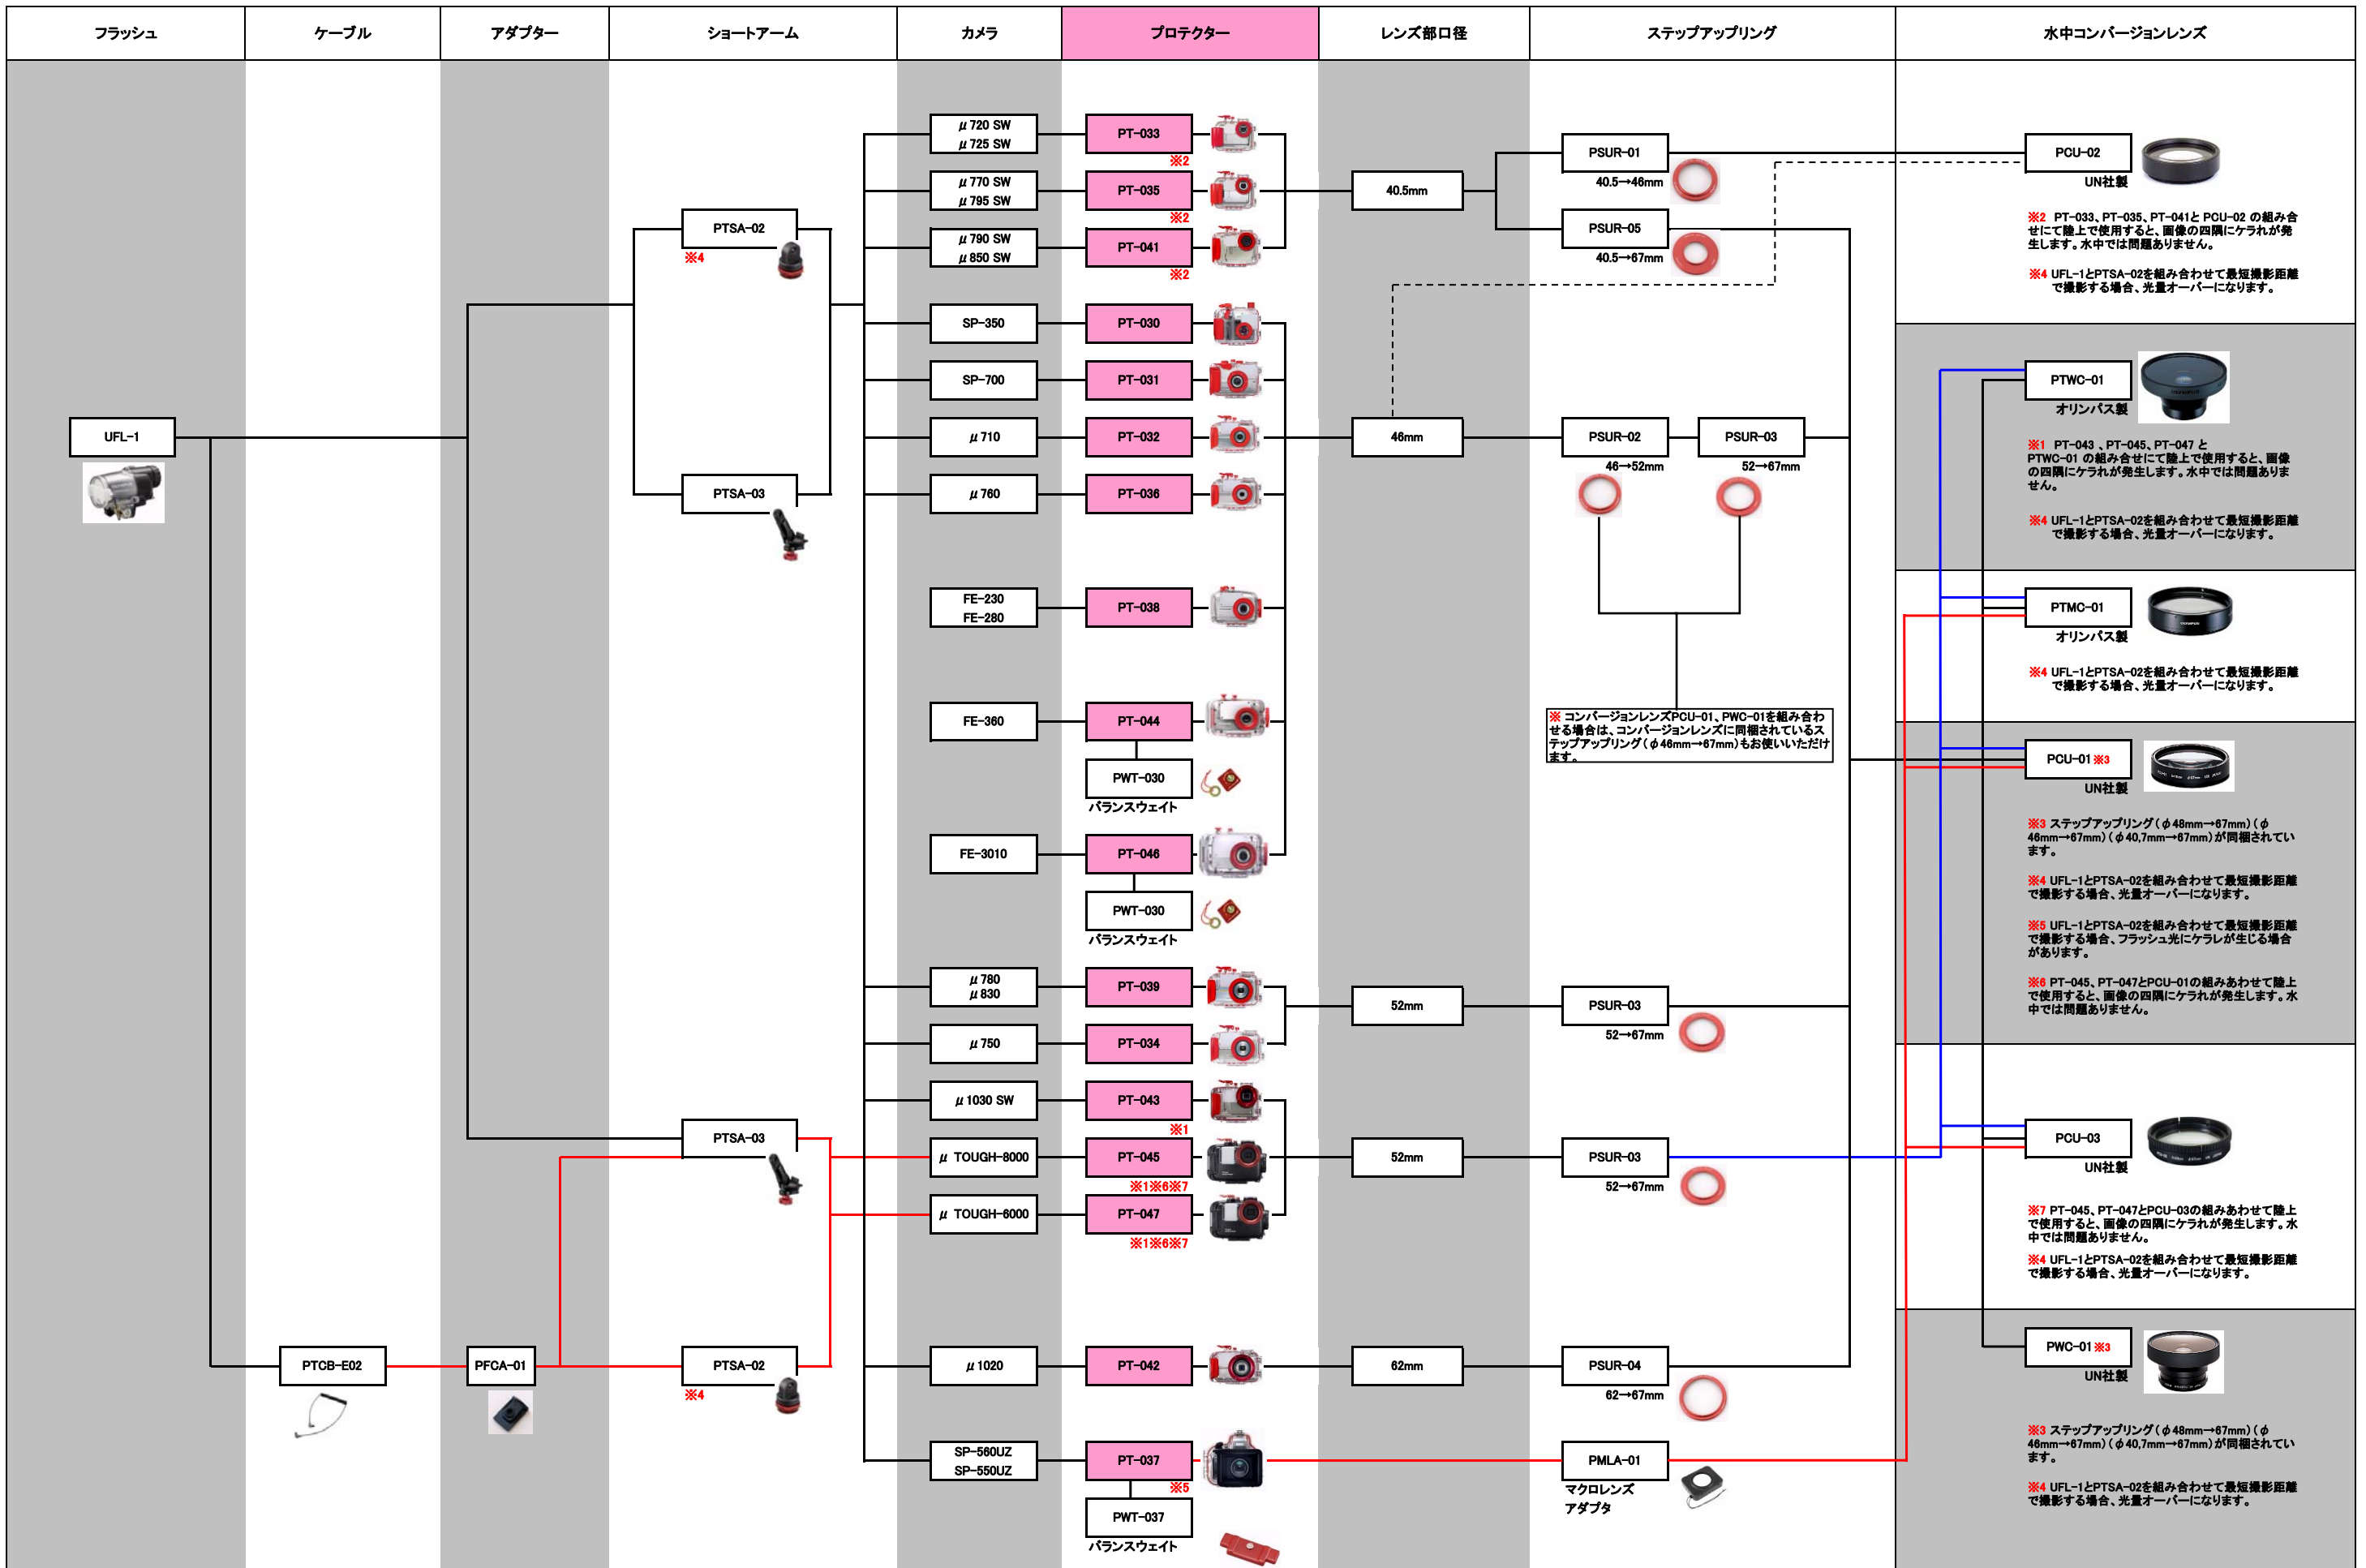 フラッシュ
ケーブル
アダプター
ショートアーム
カメラ
プロテクター
レンズ部口径
ステップアップリング
水中コンバージョンレンズ
UFL-1
PTCB-E02
PFCA-01
PTSA-02
※4
PTSA-03
PTSA-03
PTSA-02
※4
μ 720 SW
μ 725 SW
PT-033
※2
μ 770 SW
μ 795 SW
PT-035
※2
μ 790 SW
μ 850 SW
PT-041
※2
SP-350
PT-030
SP-700
PT-031
μ 710
PT-032
μ 760
PT-036
FE-230
FE-280
PT-038
FE-360
PT-044
PWT-030
バランスウェイト
FE-3010
PT-046
PWT-030
バランスウェイト
μ 780
μ 830
PT-039
μ 750
PT-034
μ 1030 SW
PT-043
※1
μ TOUGH-8000
PT-045
※1※6※7
μ TOUGH-6000
PT-047
※1※6※7
μ 1020
PT-042
SP-560UZ
SP-550UZ
PT-037
※5
PWT-037
バランスウェイト
40.5mm
46mm
52mm
52mm
62mm
PSUR-01
40.5→46mm
PSUR-05
40.5→67mm
PSUR-02
46→52mm
PSUR-03
52→67mm
※ コンバージョンレンズPCU-01、PWC-01を組み合わ
せる場合は、コンバージョンレンズに同梱されているス
テップアップリング(φ46mm→67mm)もお使いいただけ
ます。
PSUR-03
52→67mm
PSUR-03
52→67mm
PSUR-04
62→67mm
PMLA-01
マクロレンズ
アダプタ
PCU-02
UN社製
※2 PT-033、PT-035、PT-041と PCU-02 の組み合
せにて陸上で使用すると、画像の四隅にケラれが発
生します。水中では問題ありません。
※4 UFL-1とPTSA-02を組み合わせて最短撮影距離
で撮影する場合、光量オーバーになります。
PTWC-01
オリンパス製
※1 PT-043 、PT-045、PT-047 と
PTWC-01 の組み合せにて陸上で使用すると、画像
の四隅にケラれが発生します。水中では問題ありま
せん。
※4 UFL-1とPTSA-02を組み合わせて最短撮影距離
で撮影する場合、光量オーバーになります。
PTMC-01
オリンパス製
※4 UFL-1とPTSA-02を組み合わせて最短撮影距離
で撮影する場合、光量オーバーになります。
PCU-01 ※3
UN社製
※3 ステップアップリング(φ48mm→67mm)(φ
46mm→67mm)(φ40,7mm→67mm)が同梱されてい
ます。
※4 UFL-1とPTSA-02を組み合わせて最短撮影距離
で撮影する場合、光量オーバーになります。
※5 UFL-1とPTSA-02を組み合わせて最短撮影距離
で撮影する場合、フラッシュ光にケラレが生じる場合
があります。
※6 PT-045、PT-047とPCU-01の組みあわせて陸上
で使用すると、画像の四隅にケラれが発生します。水
中では問題ありません。
PCU-03
UN社製
※7 PT-045、PT-047とPCU-03の組みあわせて陸上
で使用すると、画像の四隅にケラれが発生します。水
中では問題ありません。
※4 UFL-1とPTSA-02を組み合わせて最短撮影距離
で撮影する場合、光量オーバーになります。
PWC-01 ※3
UN社製
※3 ステップアップリング(φ48mm→67mm)(φ
46mm→67mm)(φ40,7mm→67mm)が同梱されてい
ます。
※4 UFL-1とPTSA-02を組み合わせて最短撮影距離
で撮影する場合、光量オーバーになります。